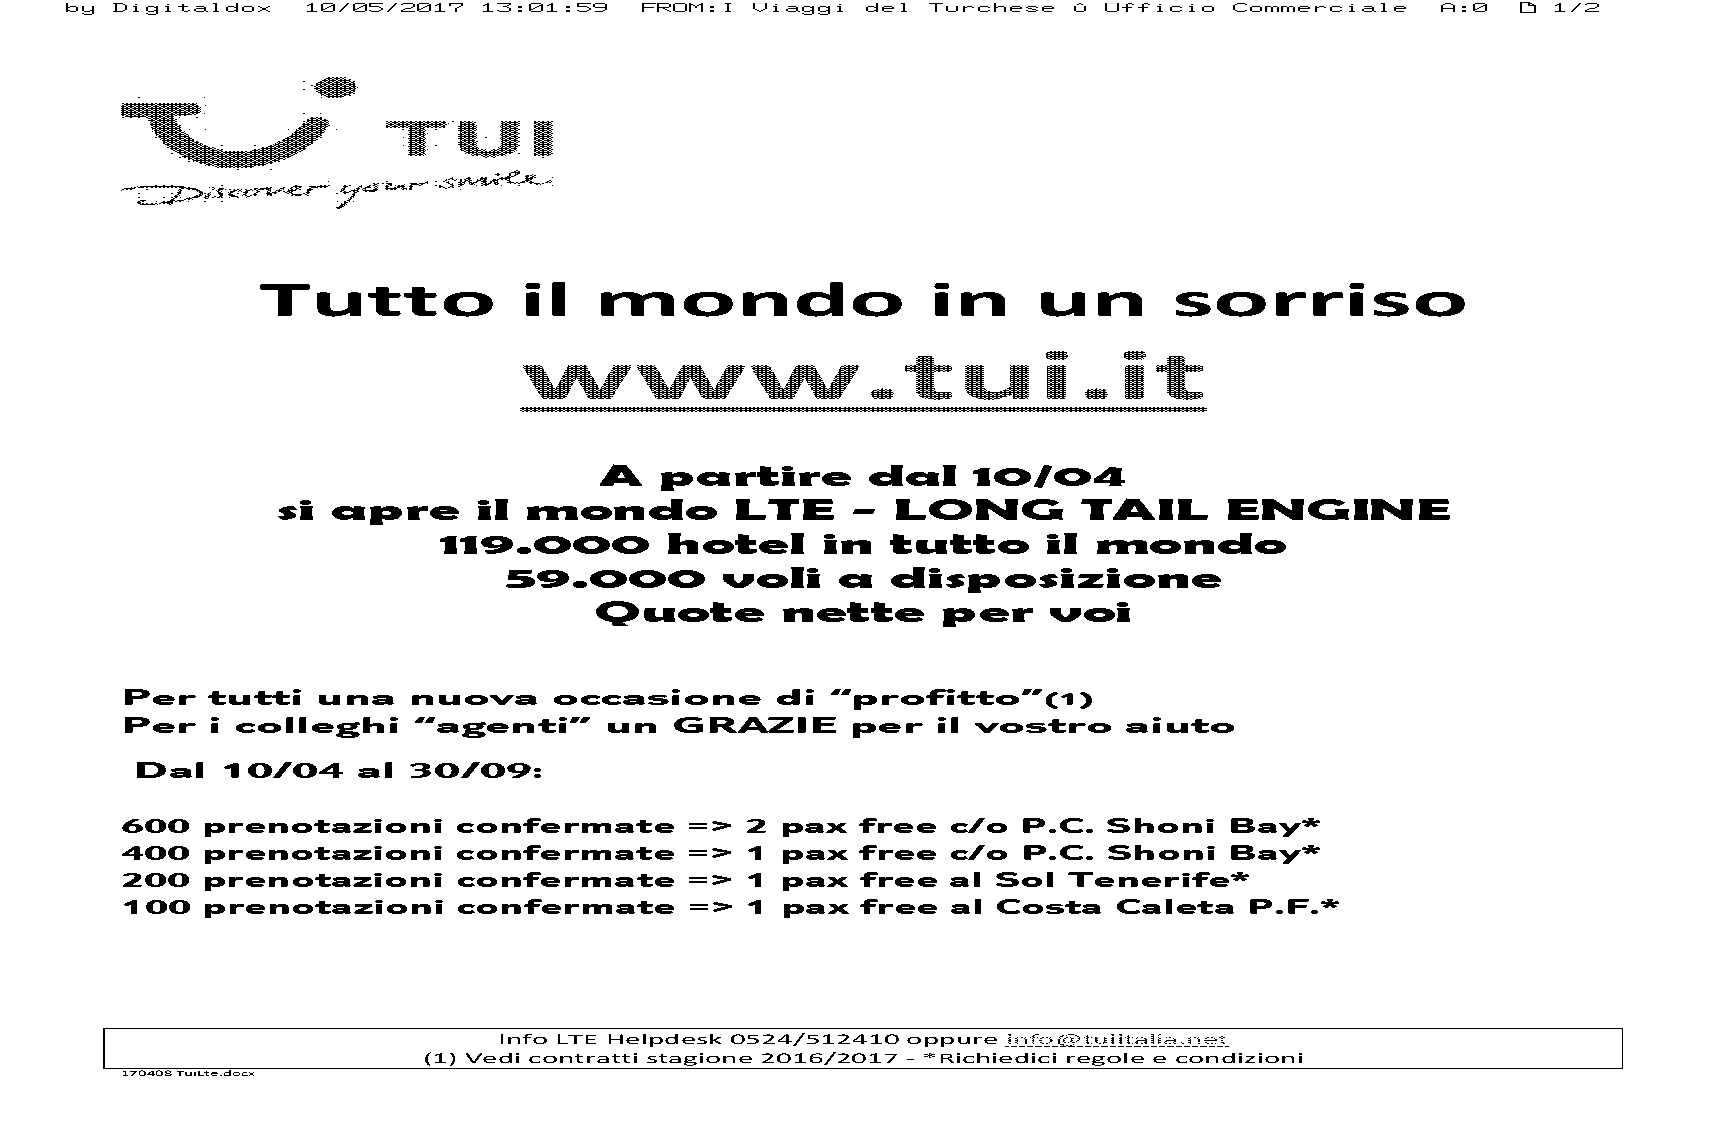 by Digitaldox 10/05/2017 13:01:59 FROM:I Viaggi del Turchese û Ufficio Commerciale A:0 1/2
TUI
Discover your smile
Tutto il mondo in un sorriso
www.tui.it
A partire dal 10/04
si apre il mondo LTE – LONG TAIL ENGINE
119.000 hotel in tutto il mondo
59.000 voli a disposizione
Quote nette per voi
Per tutti una nuova occasione di “profitto”(1)
Per i colleghi “agenti” un GRAZIE per il vostro aiuto
Dal 10/04 al 30/09:
600 prenotazioni confermate => 2 pax free c/o P.C. Shoni Bay*
400 prenotazioni confermate => 1 pax free c/o P.C. Shoni Bay*
200 prenotazioni confermate => 1 pax free al Sol Tenerife*
100 prenotazioni confermate => 1 pax free al Costa Caleta P.F.*
Info LTE Helpdesk 0524/512410 oppure info@tuiitalia.net
(1) Vedi contratti stagione 2016/2017 - *Richiedici regole e condizioni
170408 TuiLte.docx